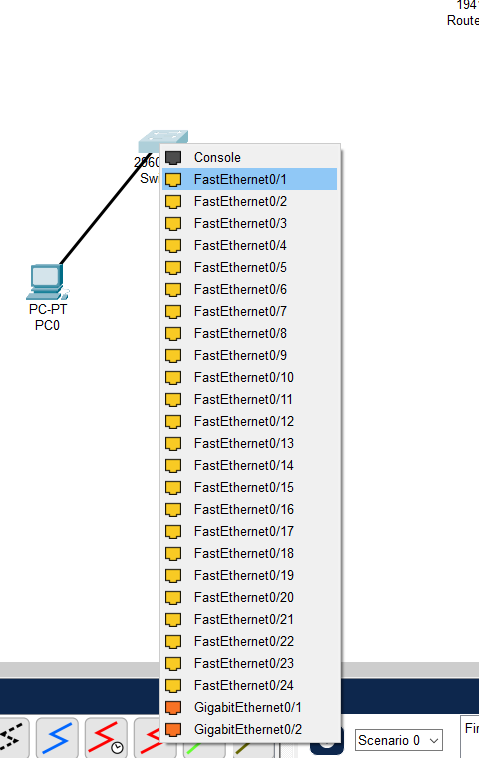 194
Route
Console
296
FastEthernet0/1
Sw
FastEthernet0/2
FastEthernet0/3
FastEthernet0/4
FastEthernet0/5
FastEthernet0/6
PC-PT
FastEthernet0/7
PC0
FastEthernet0/8
FastEthernet0/9
FastEthernet0/10
FastEthernet0/11
FastEthernet0/12
FastEthernet0/13
FastEthernet0/14
FastEthernet0/15
FastEthernet0/16
FastEthernet0/17
FastEthernet0/18
FastEthernet0/19
FastEthernet0/20
FastEthernet0/21
FastEthernet0/22
FastEthernet0/23
FastEthernet0/24
GigabitEthernet0/1
GigabitEthernet0/2
Scenario 0
Fir